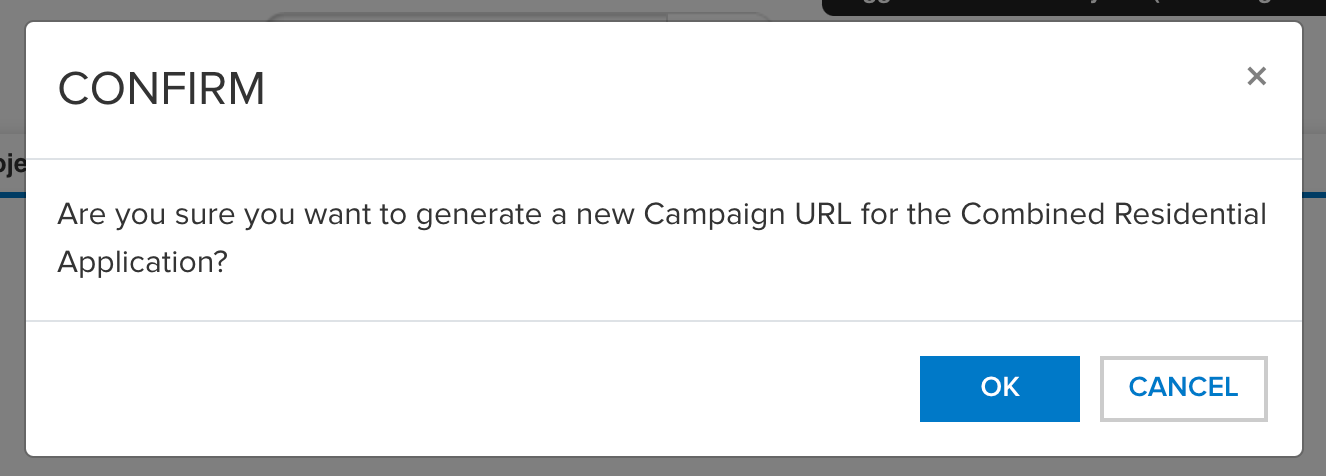 CONFIRM
×
Are you sure you want to generate a new Campaign URL for the Combined Residential
Application?
OK
CANCEL